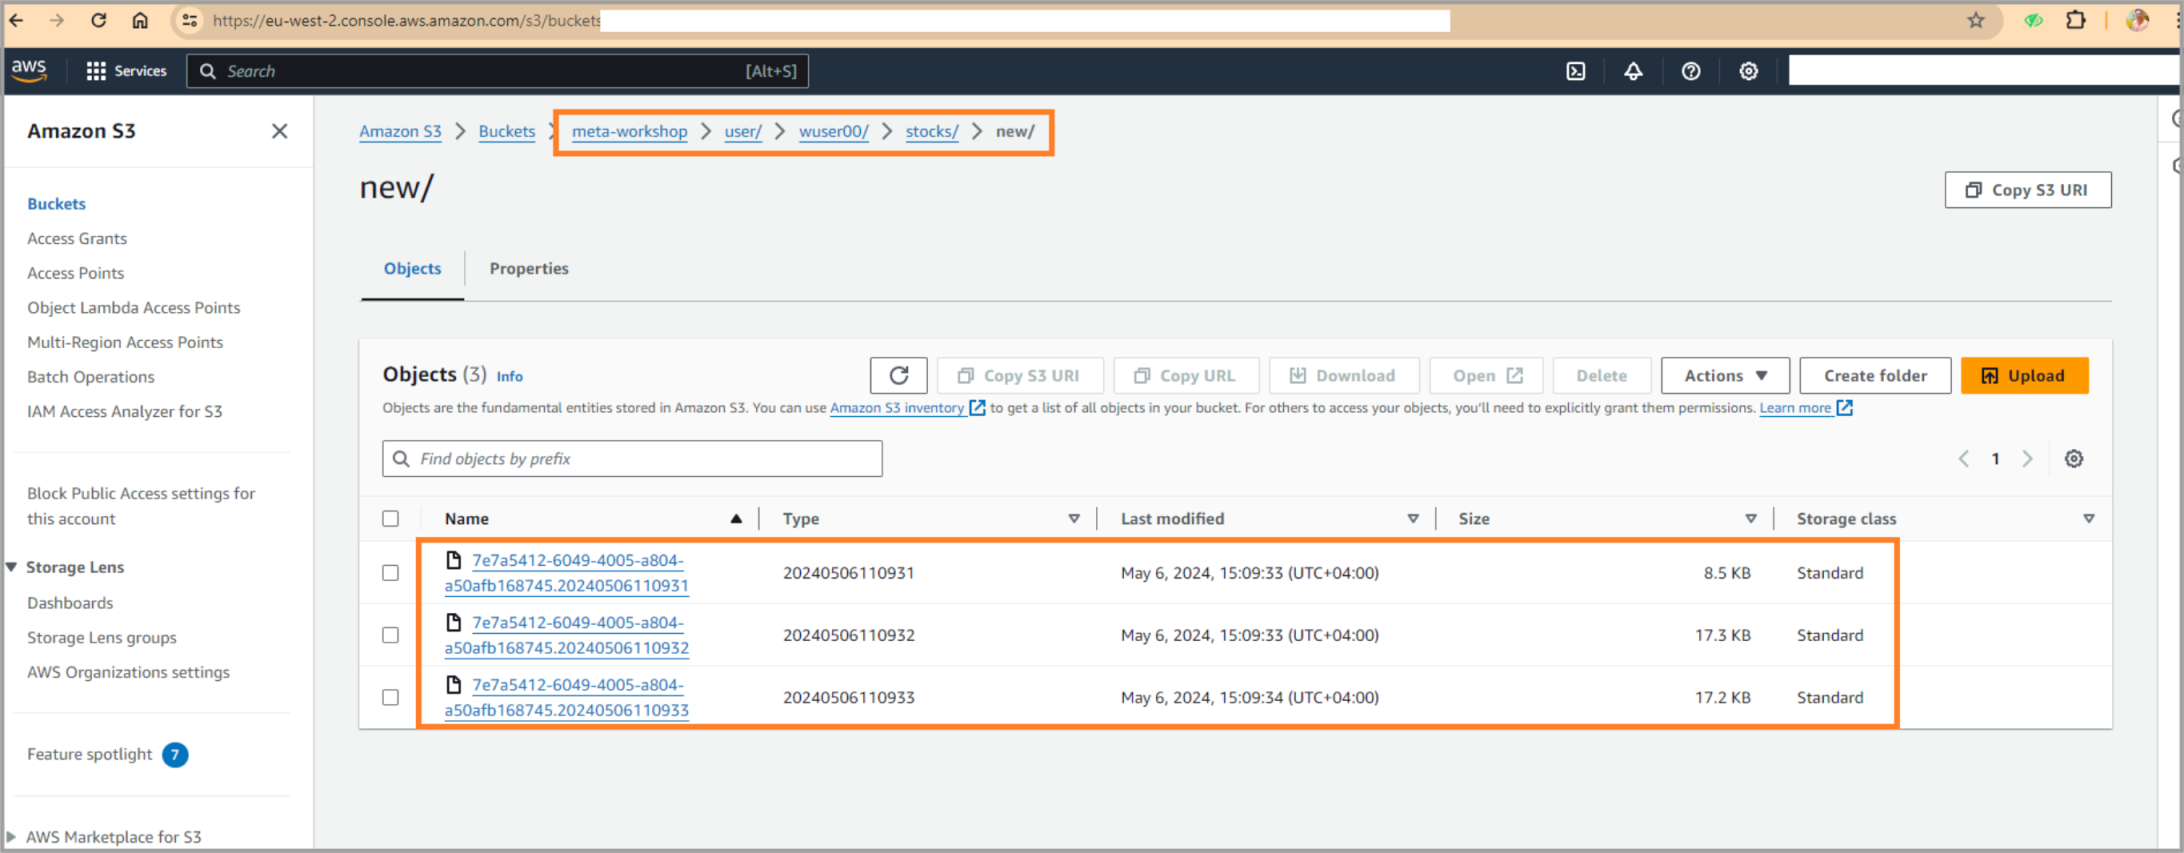 https://eu-west-2.console.aws.amazon.com/s3/buckets
aws
Services
Search
[Alt+S]
Amazon S3
Buckets
Access Grants
Access Points
Object Lambda Access Points
Multi-Region Access Points
Batch Operations
IAM Access Analyzer for S3
Block Public Access settings for
this account
Storage Lens
Dashboards
Storage Lens groups
AWS Organizations settings
Feature spotlight 7
AWS Marketplace for S3
Amazon S3 > Buckets > meta-workshop > user/ > wuser00/ > stocks/ > new/
new/
Copy S3 URI
Objects
Properties
Objects (3) Info
Copy S3 URI
Copy URL
Download
Open
Delete
Actions
Create folder
Upload
Objects are the fundamental entities stored in Amazon S3. You can use Amazon S3 inventory to get a list of all objects in your bucket. For others to access your objects, you'll need to explicitly grant them permissions. Learn more
Find objects by prefix
1
Name Type Last modified Size Storage class
7e7a5412-6049-4005-a804-
a50afb168745.20240506110931
20240506110931 May 6, 2024, 15:09:33 (UTC+04:00) 8.5 KB Standard
7e7a5412-6049-4005-a804-
a50afb168745.20240506110932
20240506110932 May 6, 2024, 15:09:33 (UTC+04:00) 17.3 KB Standard
7e7a5412-6049-4005-a804-
a50afb168745.20240506110933
20240506110933 May 6, 2024, 15:09:34 (UTC+04:00) 17.2 KB Standard